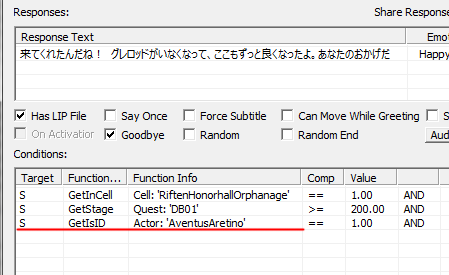 Responses: Share Response
Response Text Emoti
来てくれたんだね！ グレロッドがいなくなって、ここもずっと良くなったよ。あなたのおかげだ Happy
Has LIP File Say Once Force Subtitle Can Move While Greeting S
On Activation Goodbye Random Random End Aud
Conditions:
Target Function... Function Info Comp Value
S GetInCell Cell: 'RiftenHonorhallOrphanage' == 1.00 AND
S GetStage Quest: 'DB01' >= 200.00 AND
S GetIsID Actor: 'AventusAretino' == 1.00 AND